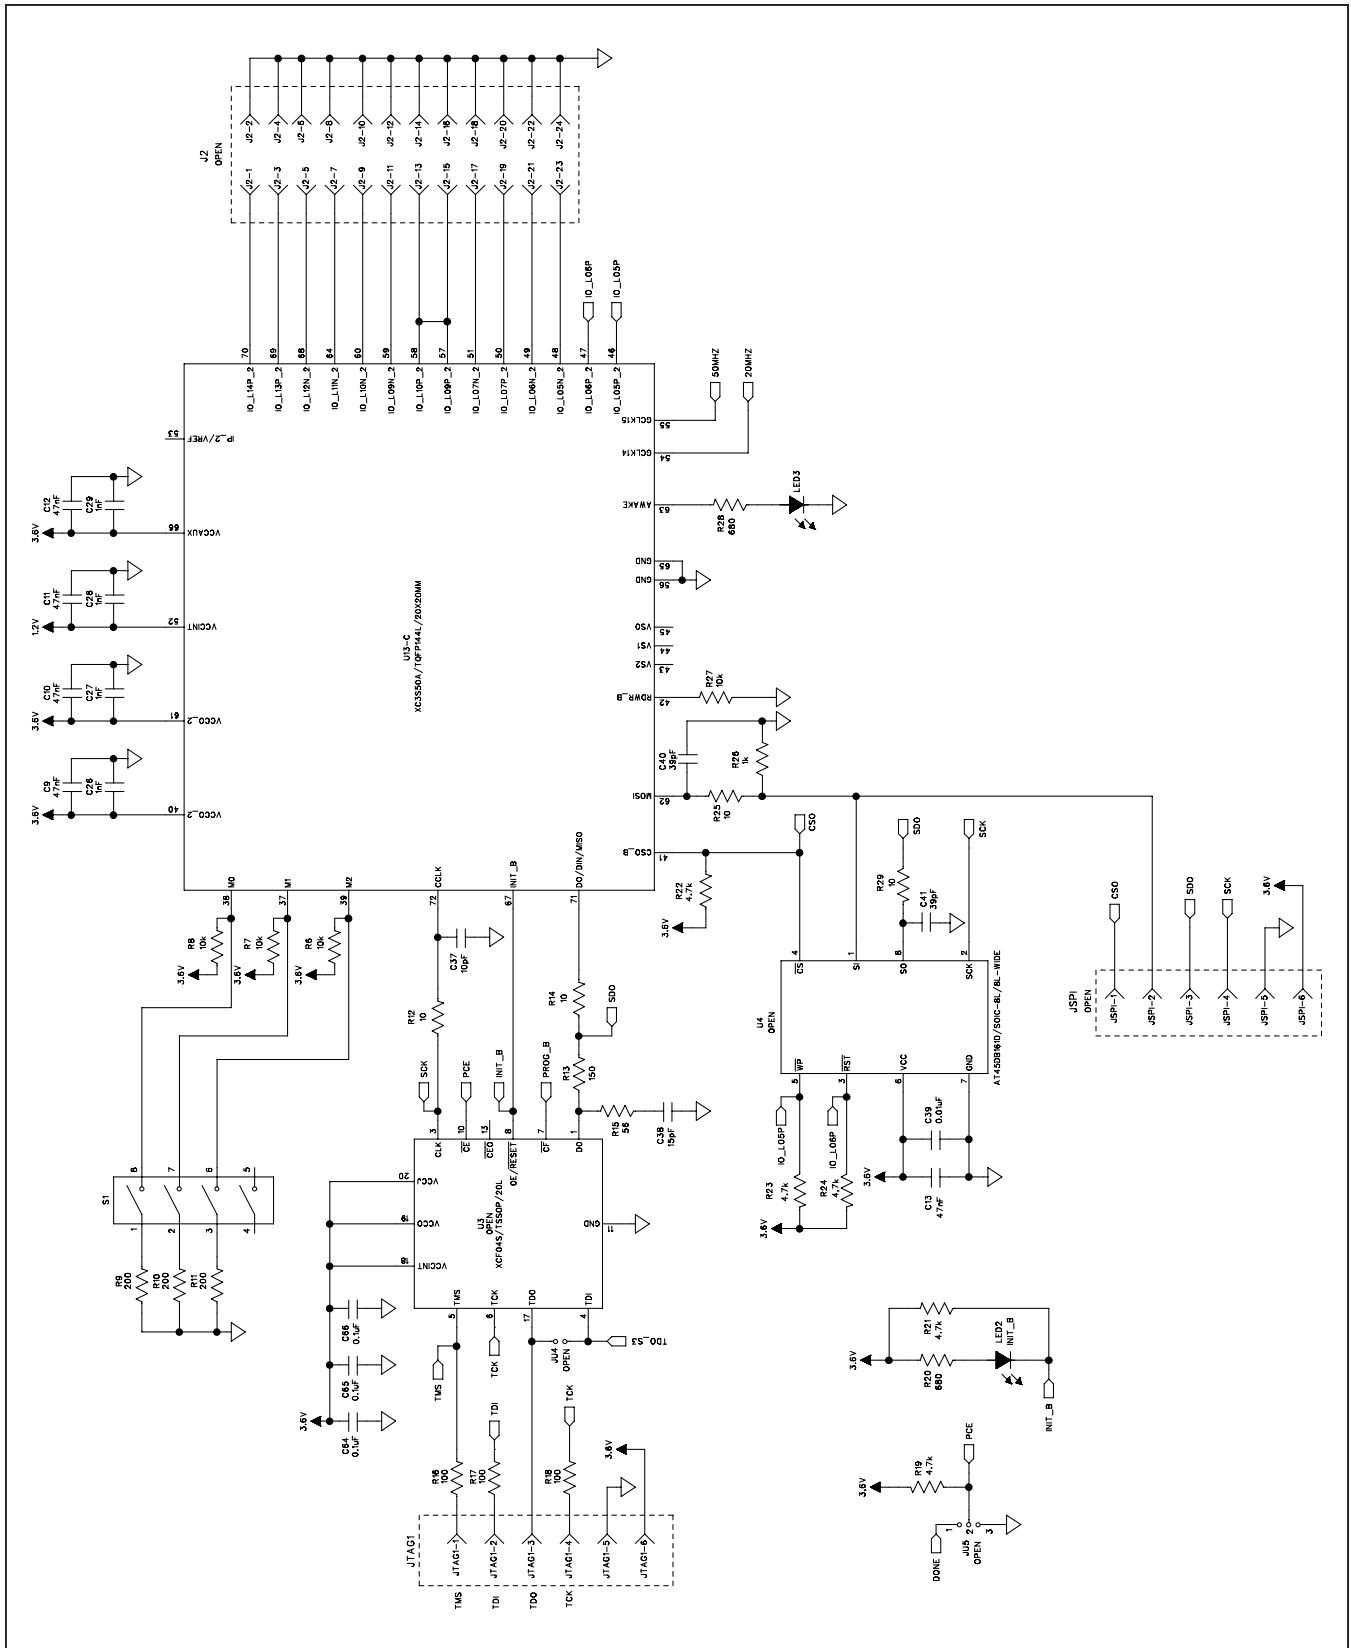 J2
OPEN
J2-2
J2-4
J2-6
J2-8
J2-10
J2-12
J2-14
J2-16
J2-18
J2-20
J2-22
J2-24
J2-1
J2-3
J2-5
J2-7
J2-9
J2-11
J2-13
J2-15
J2-17
J2-19
J2-21
J2-23
IO_L06P
IO_L05P
70
69
68
64
60
59
58
57
51
50
49
48
47
46
IO_L14P_2
IO_L13P_2
IO_L12N_2
IO_L11N_2
IO_L10N_2
IO_L09N_2
IO_L10P_2
IO_L09P_2
IO_L07N_2
IO_L07P_2
IO_L06N_2
IO_L05N_2
IO_L06P_2
IO_L05P_2
50MHZ
20MHZ
GCLK15
55
GCLK14
54
53
IP_2/VREF
C12
47nF
C29
1nF
3.6V
66
VCCAUX
AWAKE
63
R28
680
LED3
GND
65
GND
56
C11
47nF
C28
1nF
1.2V
52
VCCINT
VS0
45
VS1
44
VS2
43
U13-C
XC3S50A/TQFP144L/20X20MM
C10
47nF
C27
1nF
3.6V
61
VCCO_2
RDWR_B
42
R27
10k
C9
47nF
C26
1nF
3.6V
40
VCCO_2
C40
39pF
R26
1k
MOSI
62
R25
10
CSO_B
41
CSO
SDO
SCK
M0
M1
M2
CCLK
INIT_B
DO/DIN/MISO
38
37
39
72
67
71
R8
10k
R7
10k
R6
10k
3.6V
3.6V
3.6V
C37
10pF
R22
4.7k
3.6V
R29
10
C41
39pF
4
1
8
2
CS
SI
SO
SCK
U4
OPEN
AT45DB161D/SOIC-8L/8L-WIDE
WP
RST
VCC
GND
5
3
6
7
CSO
SDO
SCK
3.6V
JSPI
OPEN
JSPI-1
JSPI-2
JSPI-3
JSPI-4
JSPI-5
JSPI-6
R12
10
R14
10
SDO
R13
150
SCK
PCE
INIT_B
PROG_B
R15
56
C38
15pF
3
10
13
8
7
1
CLK
CE
CEO
OE/RESET
CF
DO
IO_L05P
IO_L06P
R23
4.7k
R24
4.7k
3.6V
C39
0.01uF
C13
47nF
3.6V
S1
8
7
6
5
1
2
3
4
R9
200
R10
200
R11
200
20
VCCJ
19
VCCO
18
VCCINT
U3
OPEN
XCF04S/TSSOP/20L
GND
11
TMS
TCK
TDO
TDI
5
6
17
4
C66
0.1uF
C65
0.1uF
C64
0.1uF
3.6V
TMS
TCK
JU4
OPEN
TDO_S3
TDI
TCK
R16
100
R17
100
R18
100
3.6V
JTAG1
JTAG1-1
JTAG1-2
JTAG1-3
JTAG1-4
JTAG1-5
JTAG1-6
TMS
TDI
TDO
TCK
R21
4.7k
3.6V
R20
680
LED2
INIT_B
INIT_B
3.6V
R19
4.7k
PCE
1
2
3
DONE
JU5
OPEN